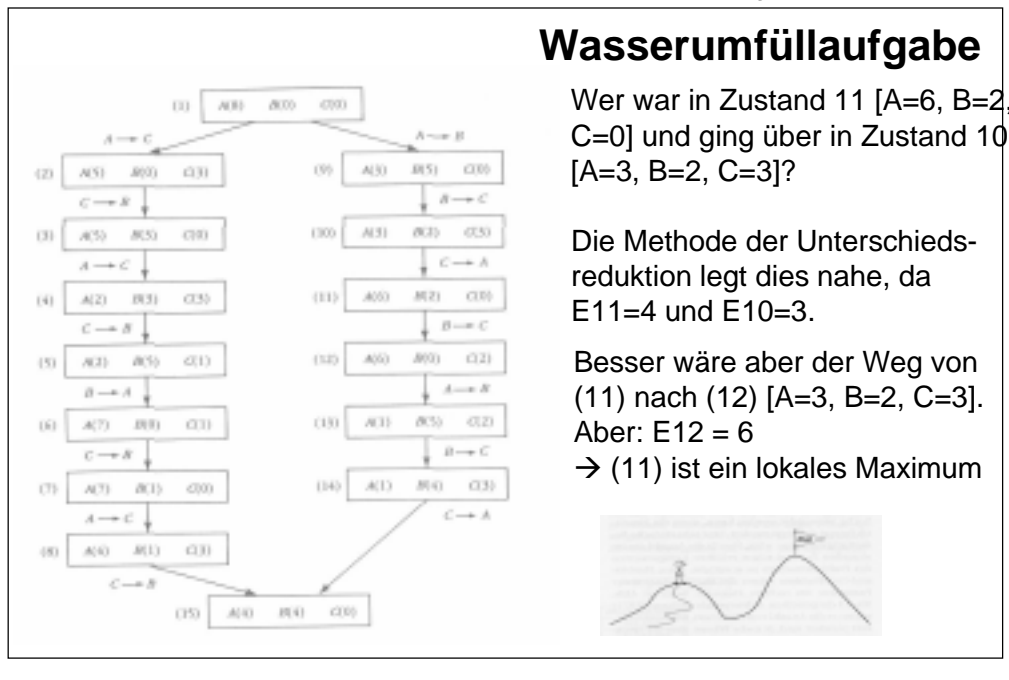 Wasserumfüllaufgabe
Wer war in Zustand 11 [A=6, B=2,
C=0] und ging über in Zustand 10
[A=3, B=2, C=3]?
Die Methode der Unterschieds-
reduktion legt dies nahe, da
E11=4 und E10=3.
Besser wäre aber der Weg von
(11) nach (12) [A=3, B=2, C=3].
Aber: E12 = 6
→ (11) ist ein lokales Maximum
(1) A(8) B(0) C(0)
A → C
(2) A(5) B(0) C(3)
C → B
(3) A(5) B(3) C(0)
A → C
(4) A(2) B(3) C(3)
C → B
(5) A(2) B(5) C(1)
B → A
(6) A(7) B(0) C(1)
C → B
(7) A(7) B(1) C(0)
A → C
(8) A(4) B(1) C(3)
C → B
A → B
(9) A(3) B(5) C(0)
B → C
(10) A(3) B(2) C(3)
C → A
(11) A(6) B(2) C(0)
B → C
(12) A(6) B(0) C(2)
A → B
(13) A(1) B(5) C(2)
B → C
(14) A(1) B(4) C(3)
C → A
(15) A(4) B(4) C(0)